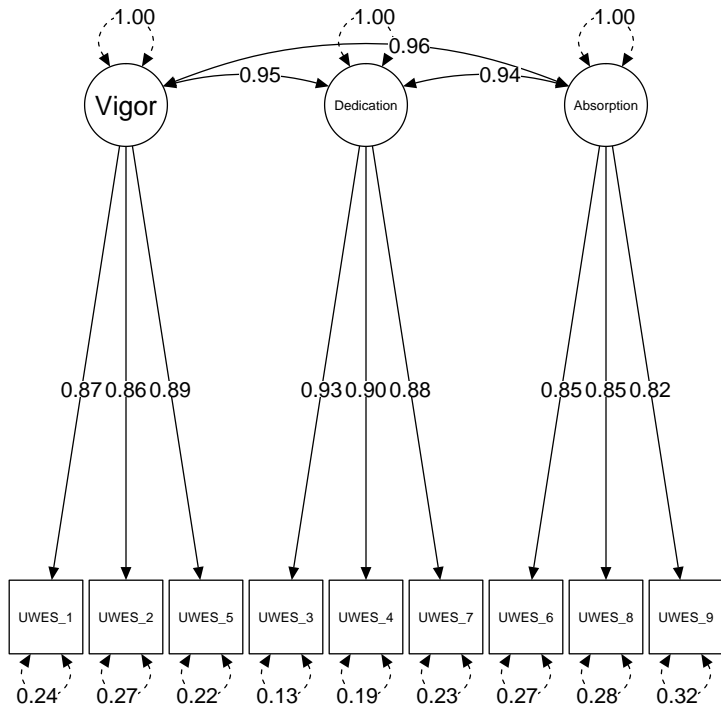 1.00 1.00 1.00
0.96
0.95 0.94
Vigor Dedication Absorption
0.87 0.86 0.89 0.93 0.90 0.88 0.85 0.85 0.82
UWES_1 UWES_2 UWES_5 UWES_3 UWES_4 UWES_7 UWES_6 UWES_8 UWES_9
0.24 0.27 0.22 0.13 0.19 0.23 0.27 0.28 0.32